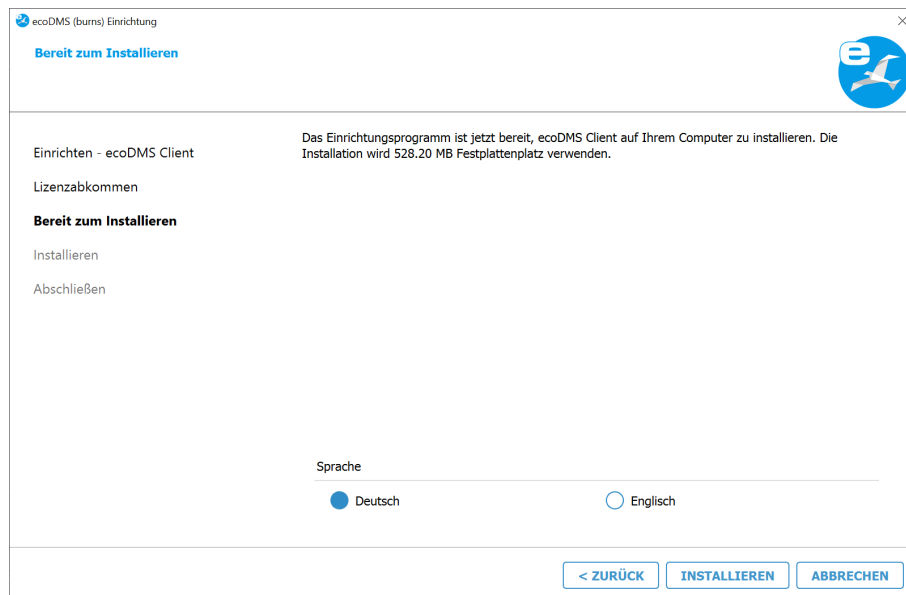 ecoDMS (burns) Einrichtung
Bereit zum Installieren
e
Einrichten - ecoDMS Client
Lizenzabkommen
Bereit zum Installieren
Installieren
Abschließen
Das Einrichtungsprogramm ist jetzt bereit, ecoDMS Client auf Ihrem Computer zu installieren. Die
Installation wird 528.20 MB Festplattenplatz verwenden.
Sprache
Deutsch
Englisch
< ZURÜCK
INSTALLIEREN
ABBRECHEN